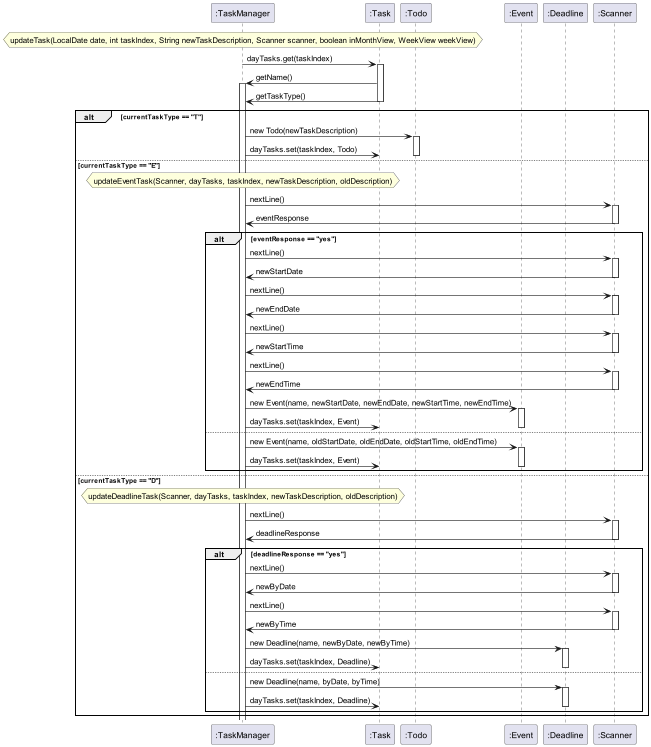 :TaskManager :Task :Todo :Event :Deadline :Scanner
updateTask(LocalDate date, int taskIndex, String newTaskDescription, Scanner scanner, boolean inMonthView, WeekView weekView)
dayTasks.get(taskIndex)
getName()
getTaskType()
alt [currentTaskType == "T"]
new Todo(newTaskDescription)
dayTasks.set(taskIndex, Todo)
[currentTaskType == "E"]
updateEventTask(Scanner, dayTasks, taskIndex, newTaskDescription, oldDescription)
nextLine()
eventResponse
alt [eventResponse == "yes"]
nextLine()
newStartDate
nextLine()
newEndDate
nextLine()
newStartTime
nextLine()
newEndTime
new Event(name, newStartDate, newEndDate, newStartTime, newEndTime)
dayTasks.set(taskIndex, Event)
new Event(name, oldStartDate, oldEndDate, oldStartTime, oldEndTime)
dayTasks.set(taskIndex, Event)
[currentTaskType == "D"]
updateDeadlineTask(Scanner, dayTasks, taskIndex, newTaskDescription, oldDescription)
nextLine()
deadlineResponse
alt [deadlineResponse == "yes"]
nextLine()
newByDate
nextLine()
newByTime
new Deadline(name, newByDate, newByTime)
dayTasks.set(taskIndex, Deadline)
new Deadline(name, byDate, byTime)
dayTasks.set(taskIndex, Deadline)
:TaskManager :Task :Todo :Event :Deadline :Scanner